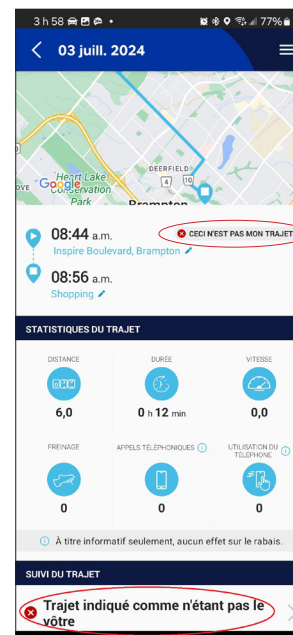 3 h 58
77%
03 juill. 2024
DEERFIELD
4
10
Heart Lake
Google
Conservation
Park
Brampton
08:44 a.m.
CECI N'EST PAS MON TRAJET
Inspire Boulevard, Brampton
08:56 a.m.
Shopping
STATISTIQUES DU TRAJET
DISTANCE
DURÉE
VITESSE
6,0
0 h 12 min
0,0
FREINAGE
APPELS TÉLÉPHONIQUES
UTILISATION DU
TÉLÉPHONE
0
0
0
À titre informatif seulement, aucun effet sur le rabais.
SUIVI DU TRAJET
Trajet indiqué comme n'étant pas le
vôtre